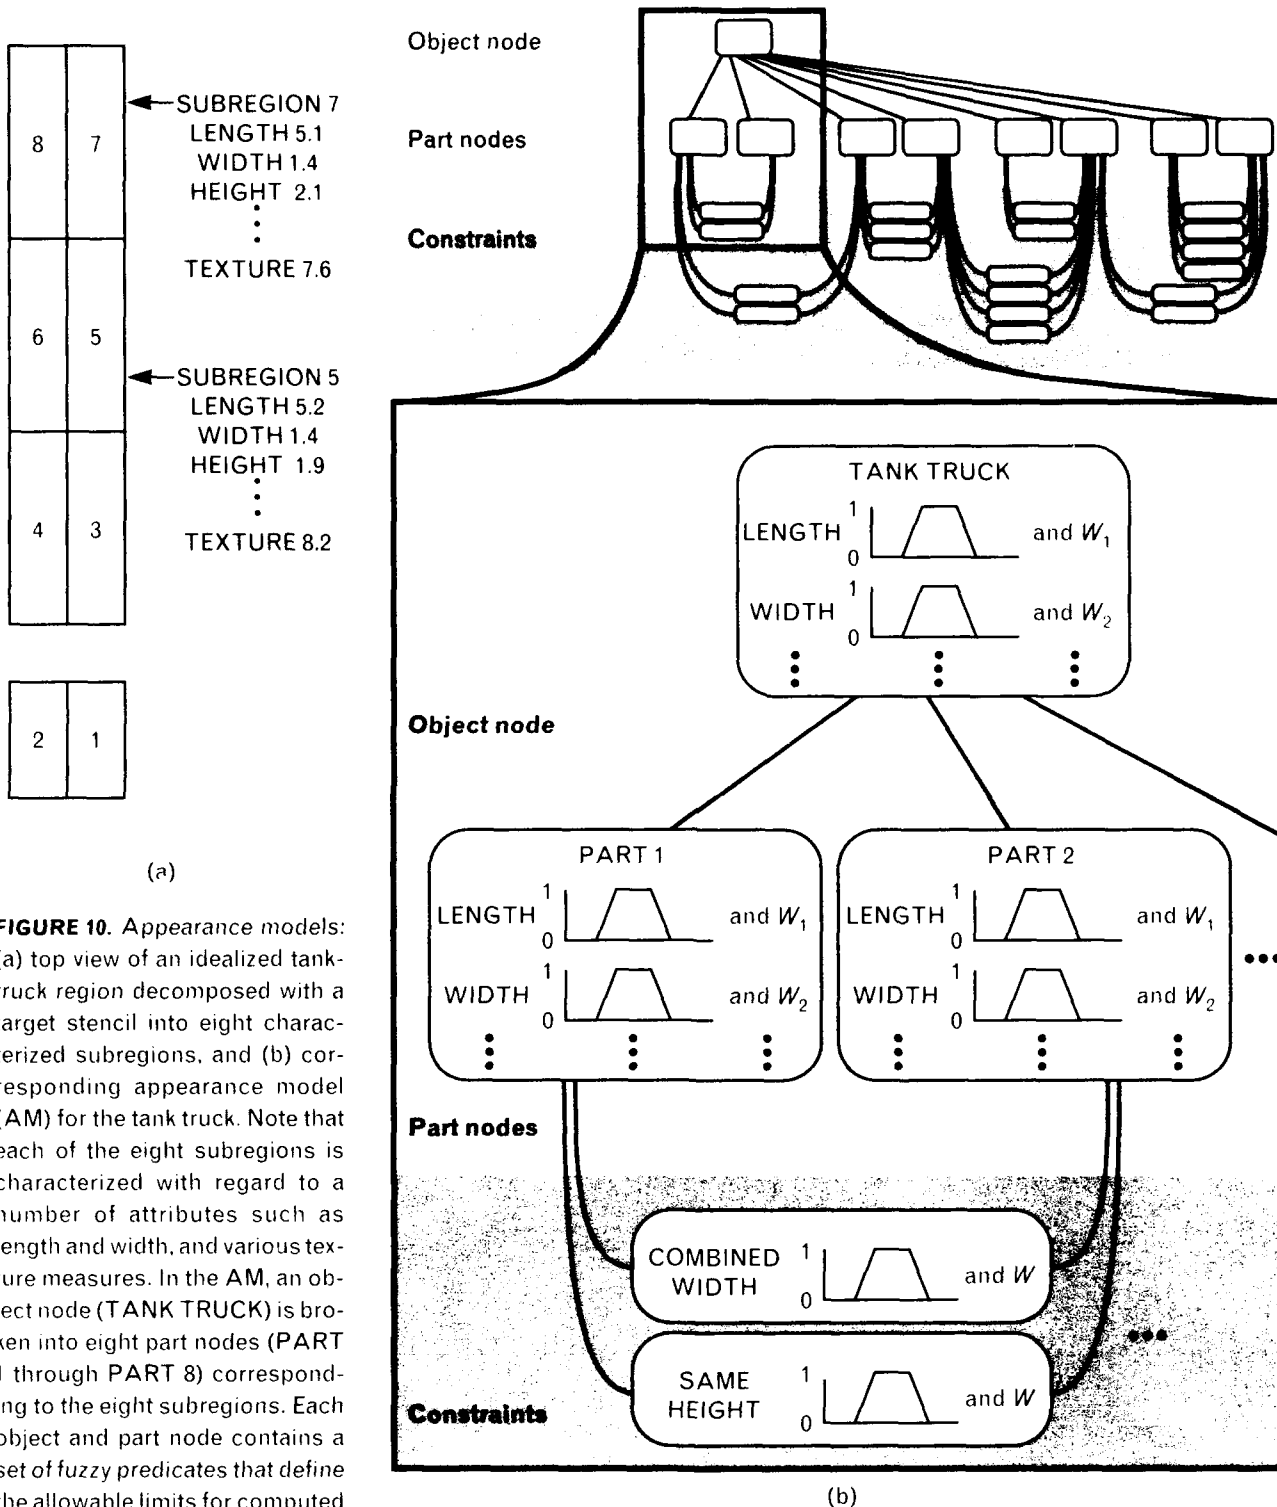 8 7
SUBREGION 7
LENGTH 5.1
WIDTH 1.4
HEIGHT 2.1
TEXTURE 7.6
6 5
SUBREGION 5
LENGTH 5.2
WIDTH 1.4
HEIGHT 1.9
4 3
TEXTURE 8.2
2 1
(a)
FIGURE 10. Appearance models:
(a) top view of an idealized tank-
truck region decomposed with a
target stencil into eight charac-
terized subregions, and (b) cor-
responding appearance model
(AM) for the tank truck. Note that
each of the eight subregions is
characterized with regard to a
number of attributes such as
length and width, and various tex-
ture measures. In the AM, an ob-
ject node (TANK TRUCK) is bro-
ken into eight part nodes (PART
1 through PART 8) correspond-
ing to the eight subregions. Each
object and part node contains a
set of fuzzy predicates that define
the allowable limits for computed
Object node
Part nodes
Constraints
TANK TRUCK
LENGTH 1 0 and W1
WIDTH 1 0 and W2
Object node
PART 1
LENGTH 1 0 and W1
WIDTH 1 0 and W2
PART 2
LENGTH 1 0 and W1
WIDTH 1 0 and W2
Part nodes
COMBINED
WIDTH 1 0 and W
SAME
HEIGHT 1 0 and W
Constraints
(b)